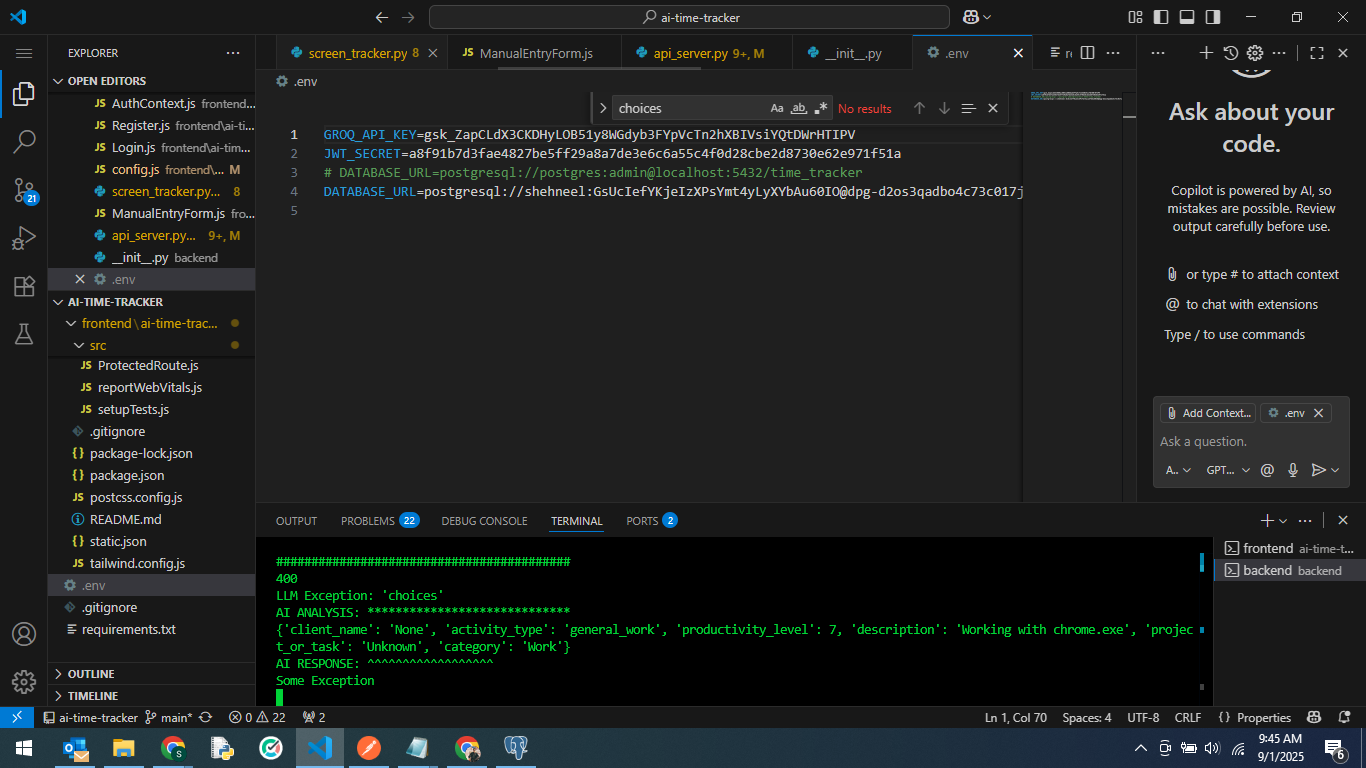 ai-time-tracker
EXPLORER
OPEN EDITORS
AuthContext.js frontend...
Register.js frontend\ai-ti...
Login.js frontend\ai-tim...
config.js frontend\... M
screen_tracker.py... 8
ManualEntryForm.js fro...
api_server.py... 9+, M
__init__.py backend
.env
AI-TIME-TRACKER
frontend\ai-time-trac...
src
JS ProtectedRoute.js
JS reportWebVitals.js
JS setupTests.js
.gitignore
{} package-lock.json
{} package.json
JS postcss.config.js
README.md
{} static.json
JS tailwind.config.js
.env
.gitignore
requirements.txt
OUTLINE
TIMELINE
21
screen_tracker.py 8
JS ManualEntryForm.js
api_server.py 9+, M
__init__.py
.env
.env
choices
Aa ab .*
No results
1 GROQ_API_KEY=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
2 JWT_SECRET=a8f91b7d3fae4827be5ff29a8a7de3e6c6a55c4f0d28cbe2d8730e62e971f51a
3 # DATABASE_URL=postgresql://postgres:admin@localhost:5432/time_tracker
4 DATABASE_URL=postgresql://shehneel:GsUcIefYKjeIzXPsYmt4yLyXYbAu60IO@dpg-d2os3qadbo4c73c017j
5
Ask about your
code.
Copilot is powered by AI, so
mistakes are possible. Review
output carefully before use.
or type # to attach context
@ to chat with extensions
Type / to use commands
Add Context...
.env
Ask a question.
A..
GPT...
OUTPUT
PROBLEMS 22
DEBUG CONSOLE
TERMINAL
PORTS 2
##########################################
400
LLM Exception: 'choices'
AI ANALYSIS: *****************************
{'client_name': 'None', 'activity_type': 'general_work', 'productivity_level': 7, 'description': 'Working with chrome.exe', 'projec
t_or_task': 'Unknown', 'category': 'Work'}
AI RESPONSE: ^^^^^^^^^^^^^^^^^^
Some Exception
frontend ai-time-t...
backend backend
ai-time-tracker
main*
0 22
2
Ln 1, Col 70
Spaces: 4
UTF-8
CRLF
{} Properties
9:45 AM
9/1/2025
6